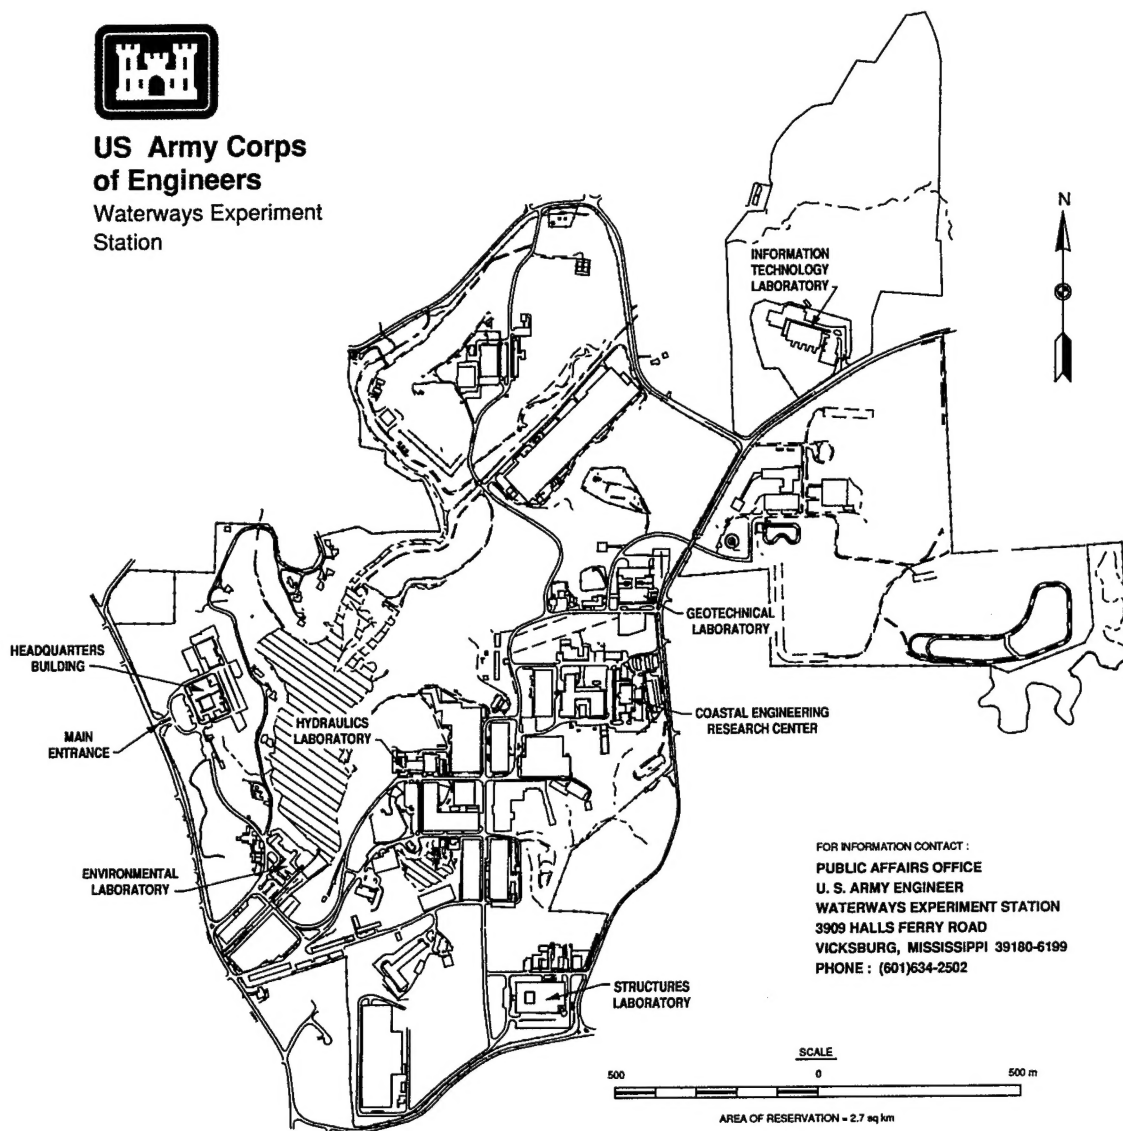 US Army Corps
of Engineers
Waterways Experiment
Station
N
INFORMATION
TECHNOLOGY
LABORATORY
GEOTECHNICAL
LABORATORY
HEADQUARTERS
BUILDING
MAIN
ENTRANCE
HYDRAULICS
LABORATORY
COASTAL ENGINEERING
RESEARCH CENTER
ENVIRONMENTAL
LABORATORY
STRUCTURES
LABORATORY
FOR INFORMATION CONTACT :
PUBLIC AFFAIRS OFFICE
U. S. ARMY ENGINEER
WATERWAYS EXPERIMENT STATION
3909 HALLS FERRY ROAD
VICKSBURG, MISSISSIPPI 39180-6199
PHONE : (601)634-2502
SCALE
500 0 500 m
AREA OF RESERVATION = 2.7 sq km